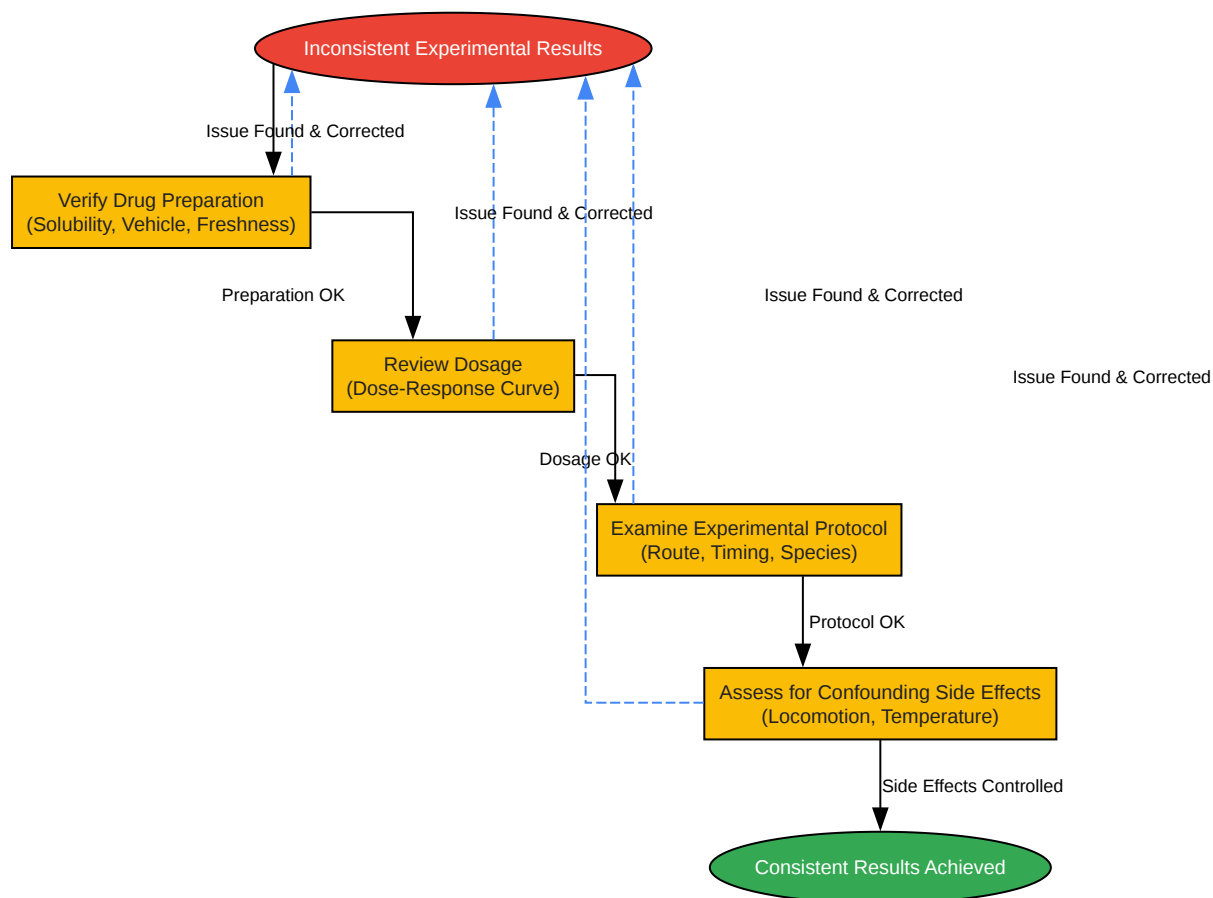 Inconsistent Experimental Results
Issue Found & Corrected
Verify Drug Preparation
(Solubility, Vehicle, Freshness)
Issue Found & Corrected
Preparation OK
Issue Found & Corrected
Review Dosage
(Dose-Response Curve)
Issue Found & Corrected
Dosage OK
Examine Experimental Protocol
(Route, Timing, Species)
Protocol OK
Assess for Confounding Side Effects
(Locomotion, Temperature)
Side Effects Controlled
Consistent Results Achieved